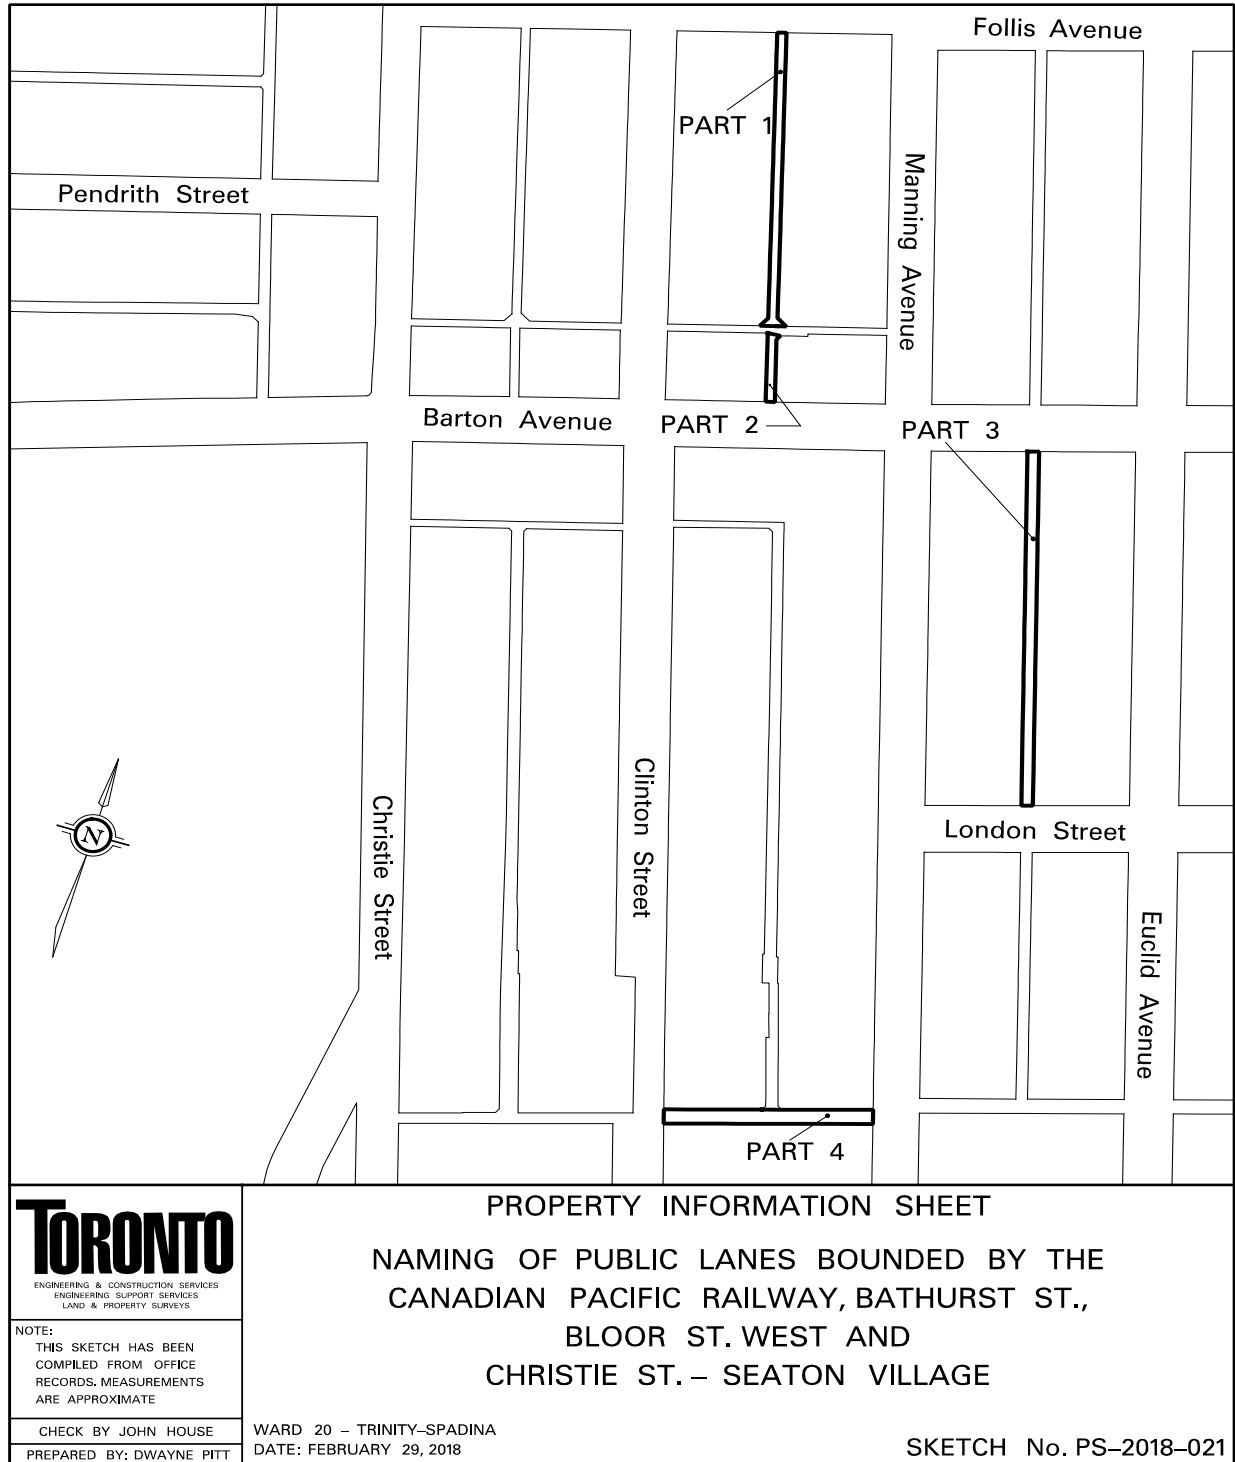 Follis Avenue
PART 1
Manning Avenue
Pendrith Street
Barton Avenue
PART 2
PART 3
Clinton Street
Christie Street
London Street
N
Euclid Avenue
PART 4
TORONTO
ENGINEERING & CONSTRUCTION SERVICES
ENGINEERING SUPPORT SERVICES
LAND & PROPERTY SURVEYS
NOTE:
THIS SKETCH HAS BEEN
COMPILED FROM OFFICE
RECORDS. MEASUREMENTS
ARE APPROXIMATE
CHECK BY JOHN HOUSE
PREPARED BY: DWAYNE PITT
PROPERTY INFORMATION SHEET
NAMING OF PUBLIC LANES BOUNDED BY THE
CANADIAN PACIFIC RAILWAY, BATHURST ST.,
BLOOR ST. WEST AND
CHRISTIE ST. – SEATON VILLAGE
WARD 20 – TRINITY–SPADINA
DATE: FEBRUARY 29, 2018
SKETCH No. PS–2018–021